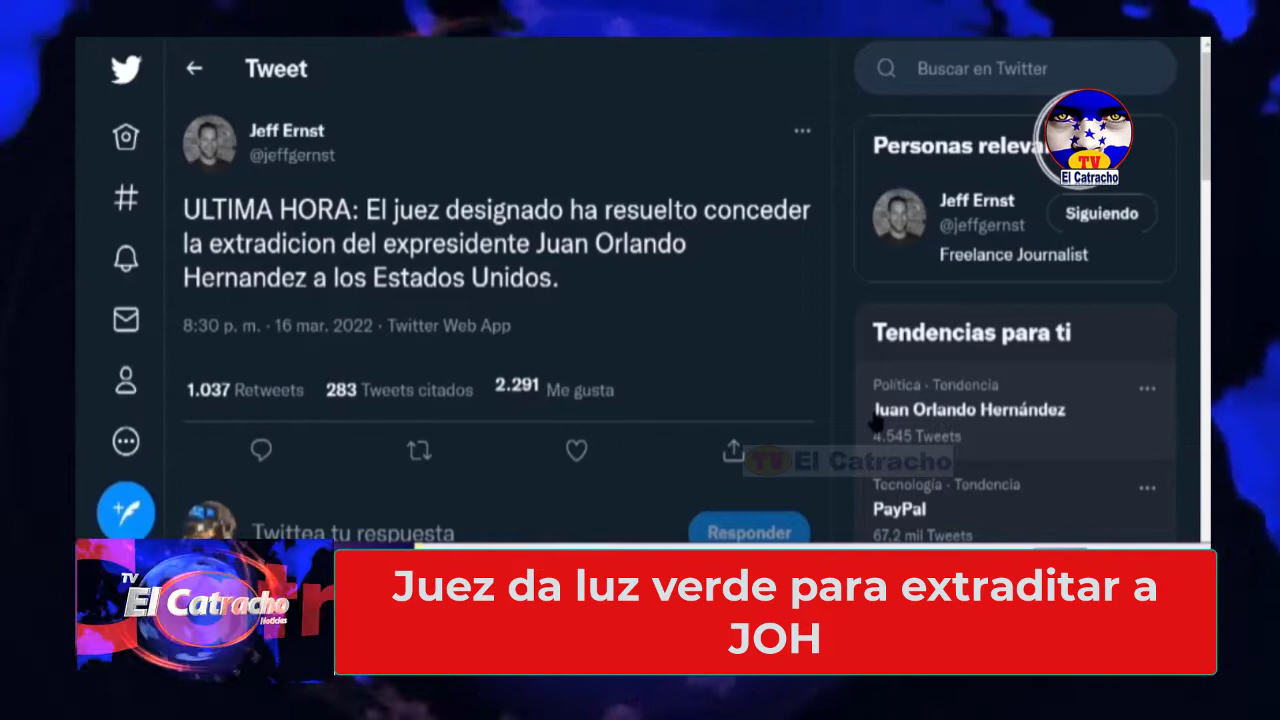 Tweet
Buscar en Twitter
Jeff Ernst
@jeffgernst
ULTIMA HORA: El juez designado ha resuelto conceder
la extradicion del expresidente Juan Orlando
Hernandez a los Estados Unidos.
8:30 p. m. · 16 mar. 2022 · Twitter Web App
1.037 Retweets 283 Tweets citados 2.291 Me gusta
Twittea tu respuesta
Responder
Personas releva
TV
El Catracho
Jeff Ernst
@jeffgernst
Siguiendo
Freelance Journalist
Tendencias para ti
Política · Tendencia
Juan Orlando Hernández
4.545 Tweets
TV El Catracho
Tecnología · Tendencia
PayPal
67,2 mil Tweets
TV
El Catracho
Noticias
Juez da luz verde para extraditar a
JOH